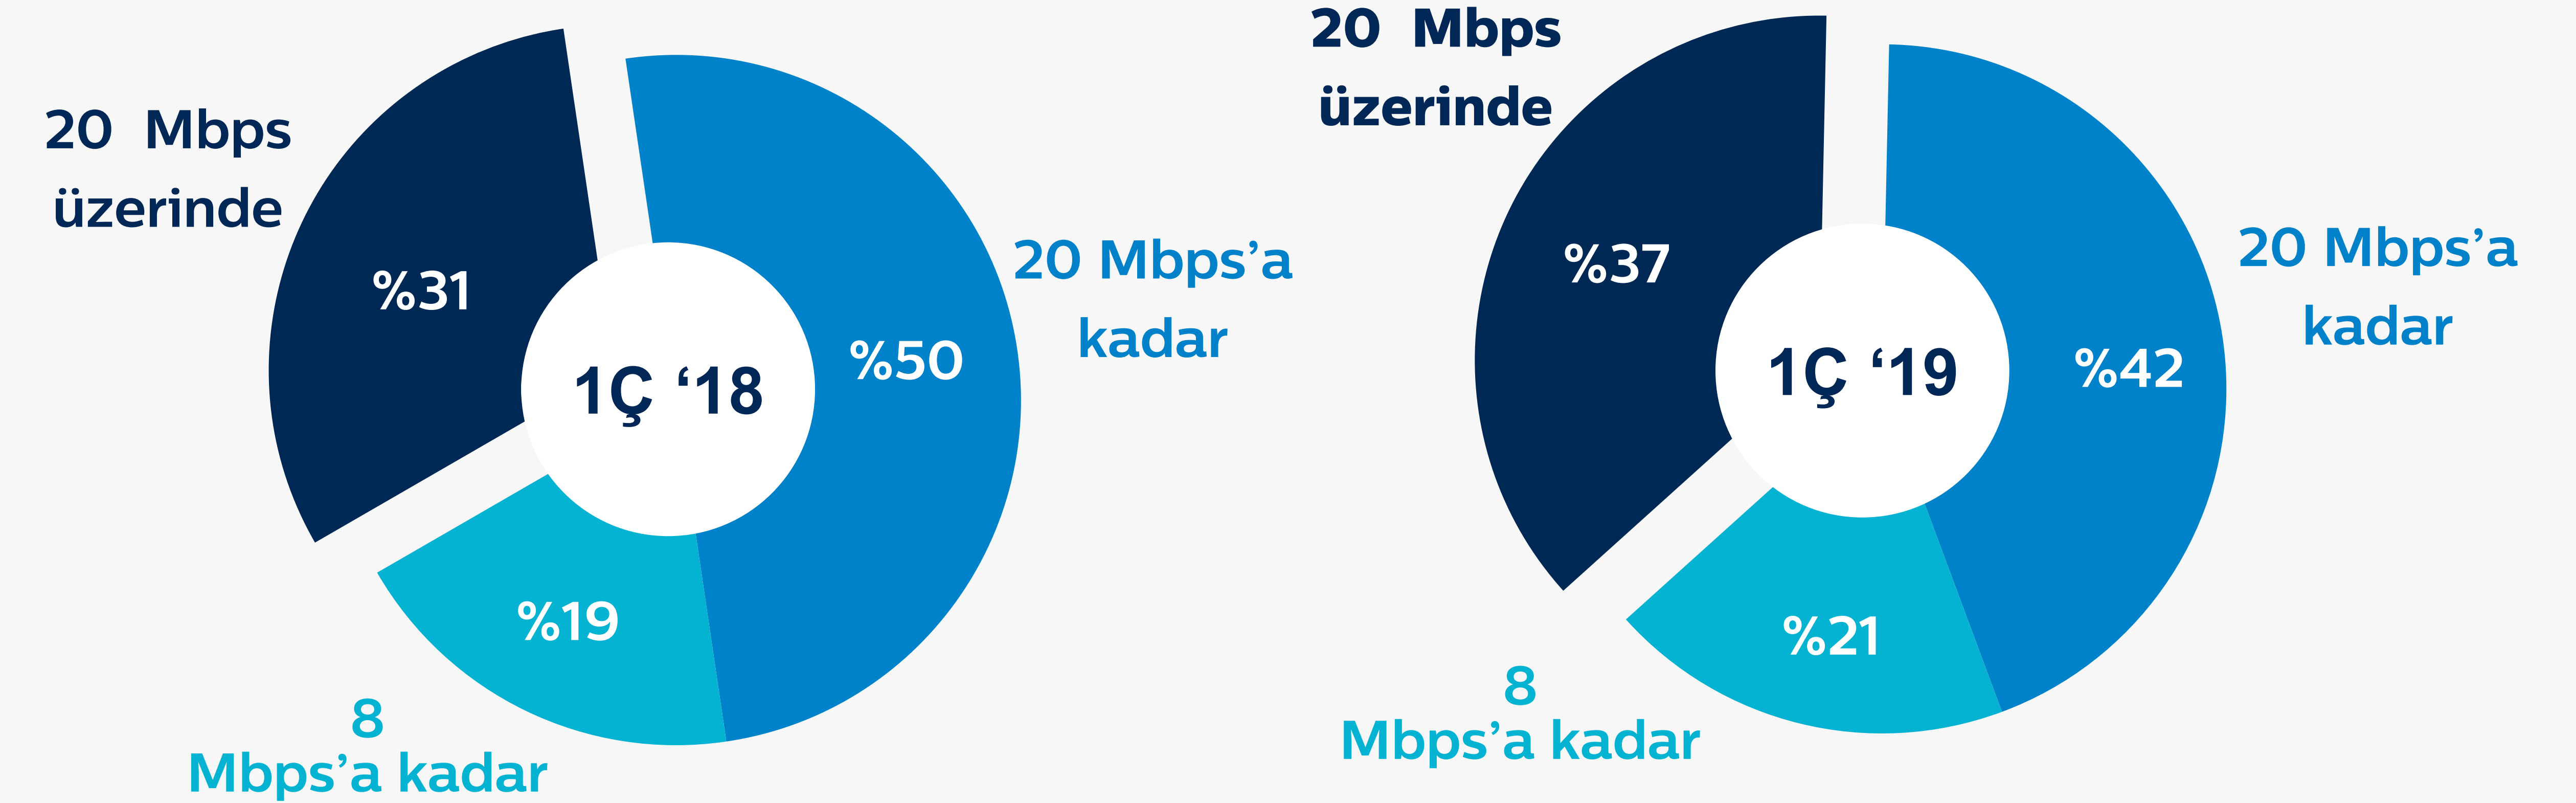 20 Mbps
üzerinde
%31
20 Mbps’a
kadar
%50
1Ç ‘18
%19
8
Mbps’a kadar
20 Mbps
üzerinde
%37
20 Mbps’a
kadar
%42
1Ç ‘19
%21
8
Mbps’a kadar